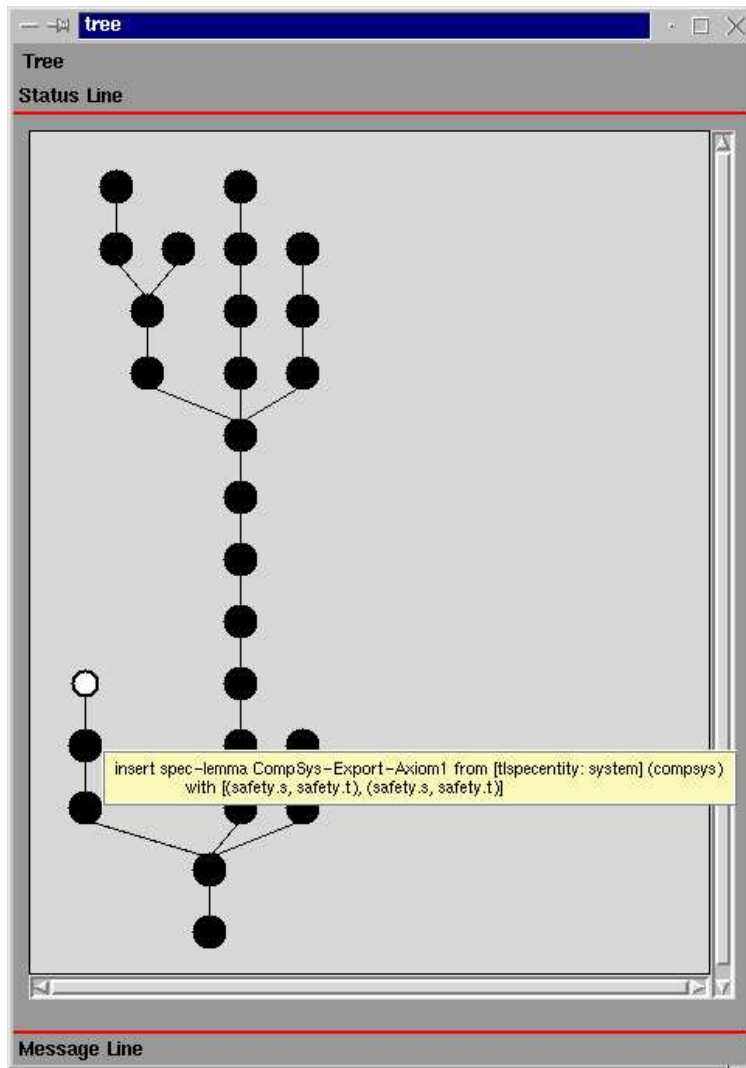 tree
Tree
Status Line
insert spec-lemma CompSys-Export-Axiom1 from [tlspecentity: system] (compsys)
with [(safety.s, safety.t), (safety.s, safety.t)]
Message Line